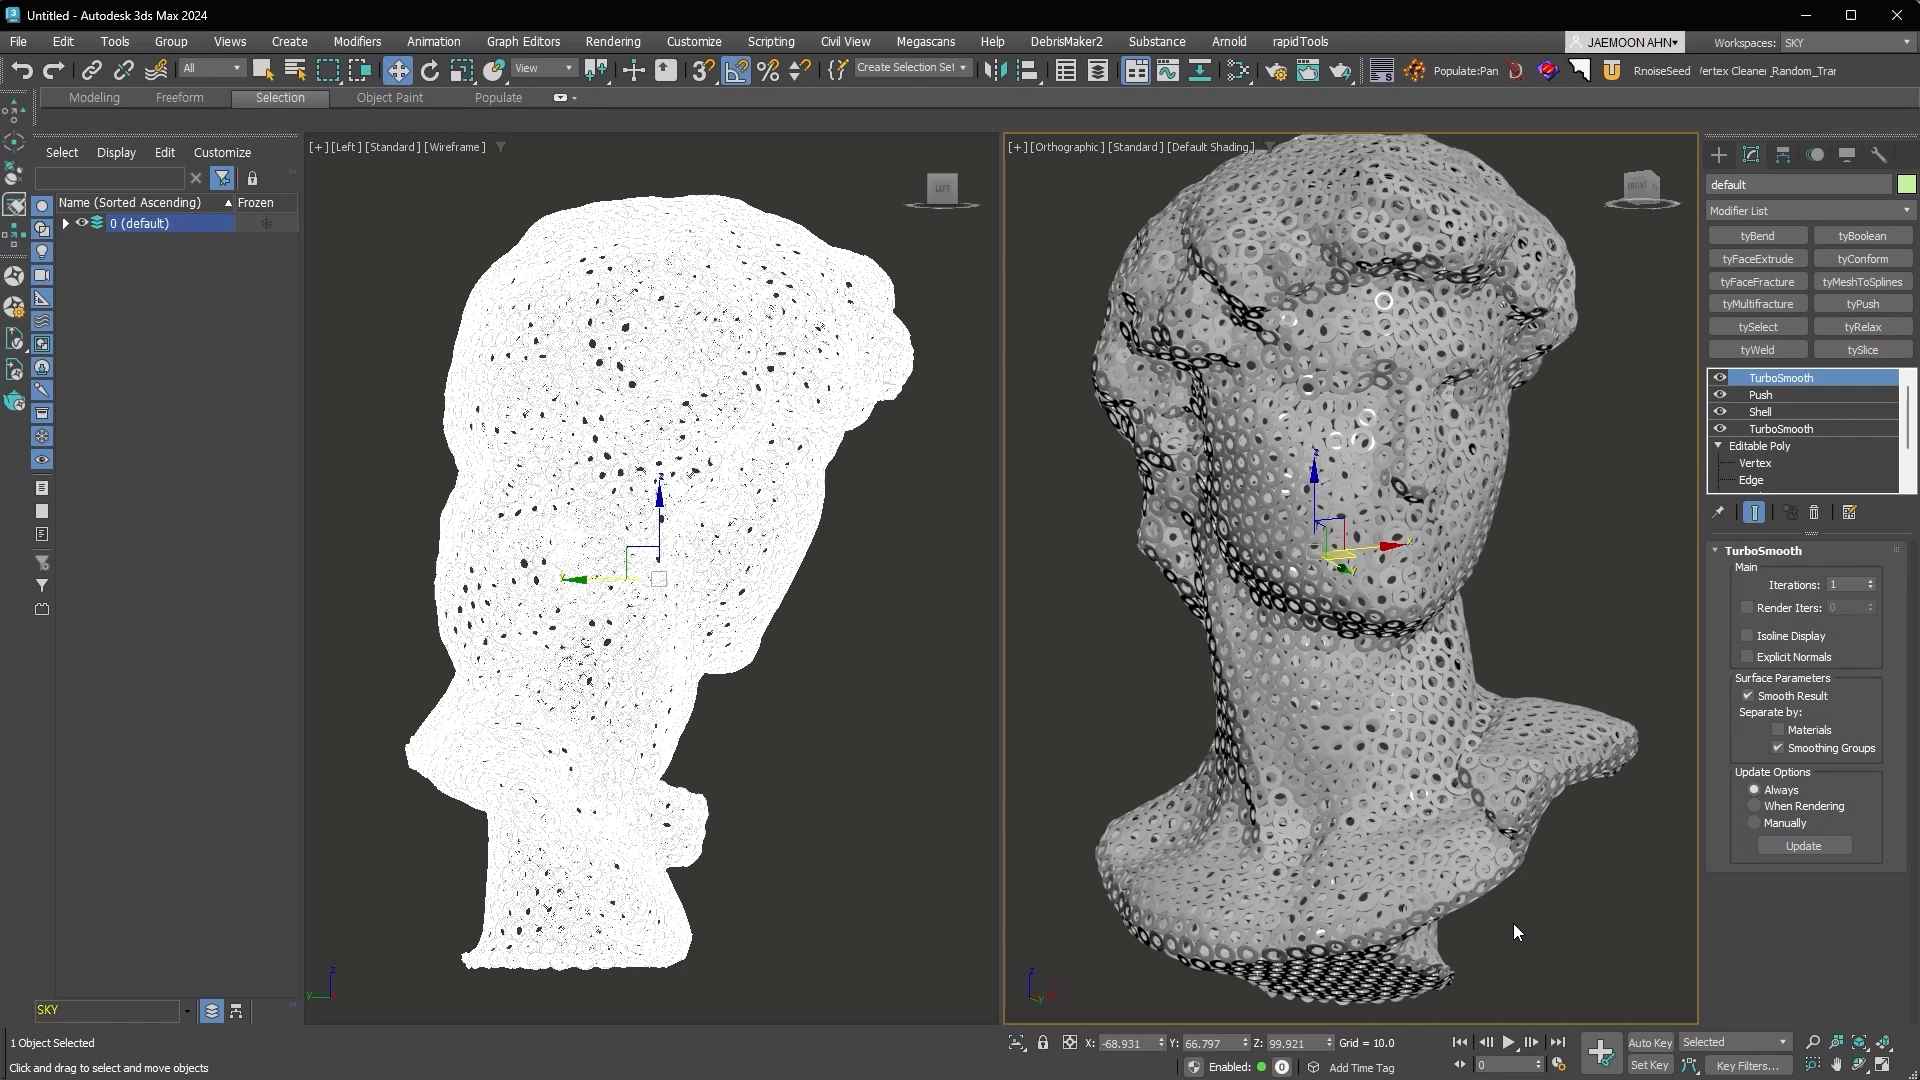 Untitled - Autodesk 3ds Max 2024
File Edit Tools Group Views Create Modifiers Animation Graph Editors Rendering Customize Scripting Civil View Megascans Help DebrisMaker2 Substance Arnold rapidTools JAEMOON AHN Workspaces: SKY
All View Create Selection Set Populate:Pan RnoiseSeed /ertex Cleaner _Random_Trar
Modeling Freeform Selection Object Paint Populate
Select Display Edit Customize
Name (Sorted Ascending) Frozen
0 (default)
[+] [Left] [Standard] [Wireframe]
LEFT
[+] [Orthographic] [Standard] [Default Shading]
FRONT
default
Modifier List
tyBend tyBoolean
tyFaceExtrude tyConform
tyFaceFracture tyMeshToSplines
tyMultifracture tyPush
tySelect tyRelax
tyWeld tySlice
TurboSmooth
Push
Shell
TurboSmooth
Editable Poly
Vertex
Edge
TurboSmooth
Main
Iterations: 1
Render Iters: 0
Isoline Display
Explicit Normals
Surface Parameters
Smooth Result
Separate by:
Materials
Smoothing Groups
Update Options
Always
When Rendering
Manually
Update
z
y
z
x
y
z
y
z
y
SKY
1 Object Selected
Click and drag to select and move objects
X: -68.931 Y: 66.797 Z: 99.921 Grid = 10.0
Enabled: 0 Add Time Tag
0
Auto Key Selected
Set Key Key Filters...